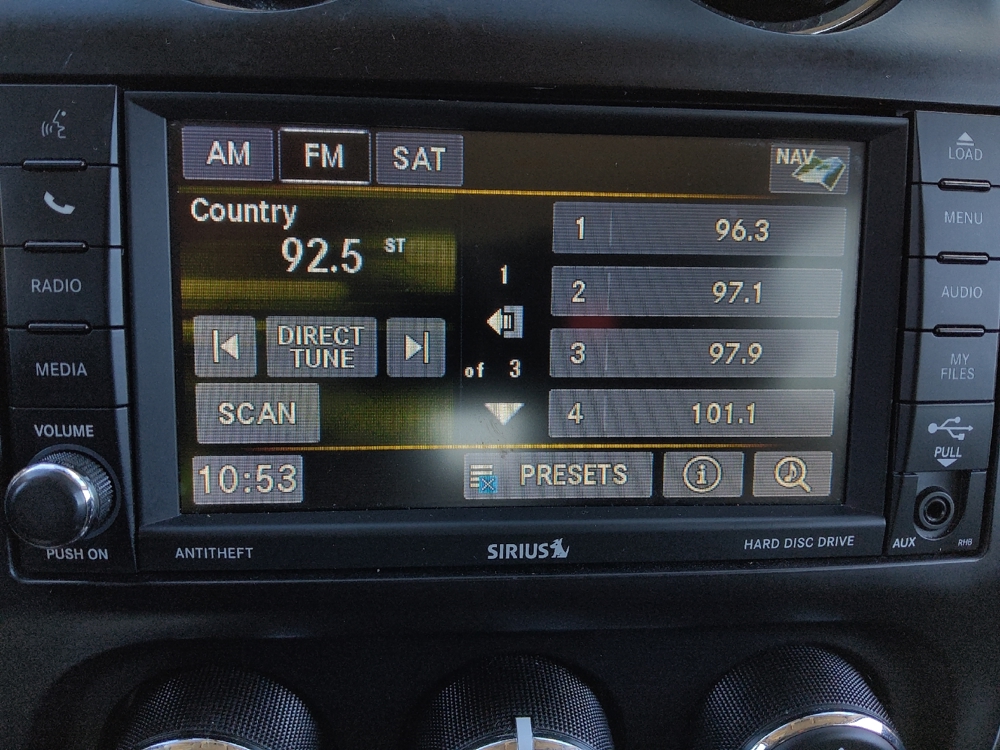 AM FM SAT NAV
LOAD
Country
92.5 ST
1 96.3
MENU
1
2 97.1
RADIO
AUDIO
DIRECT
TUNE
of 3
3 97.9
MEDIA
MY
FILES
SCAN
4 101.1
VOLUME
PULL
10:53
PRESETS
i
PUSH ON
ANTITHEFT
SIRIUS
HARD DISC DRIVE
AUX
RHB